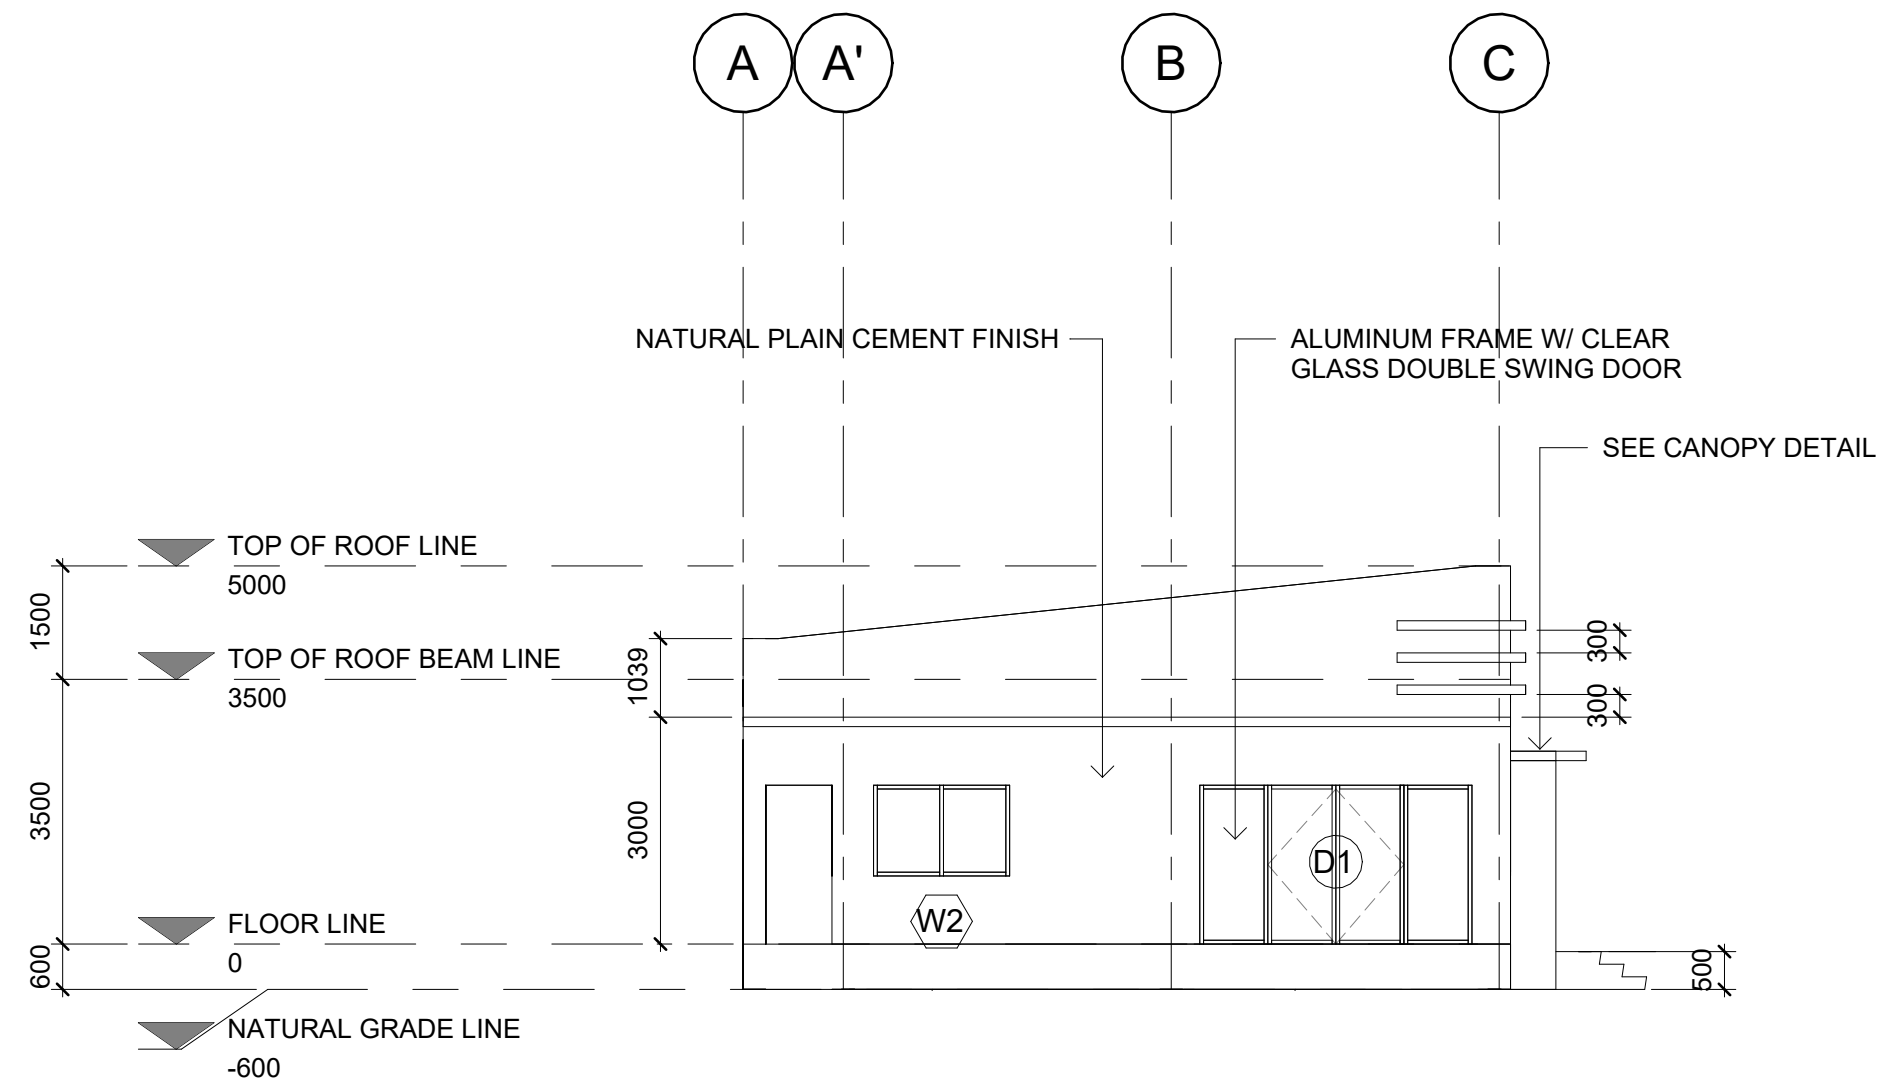 A
A'
B
C
NATURAL PLAIN CEMENT FINISH
ALUMINUM FRAME W/ CLEAR
GLASS DOUBLE SWING DOOR
SEE CANOPY DETAIL
TOP OF ROOF LINE
5000
1500
TOP OF ROOF BEAM LINE
3500
1039
300
300
3500
3000
D1
W2
FLOOR LINE
0
600
500
NATURAL GRADE LINE
-600